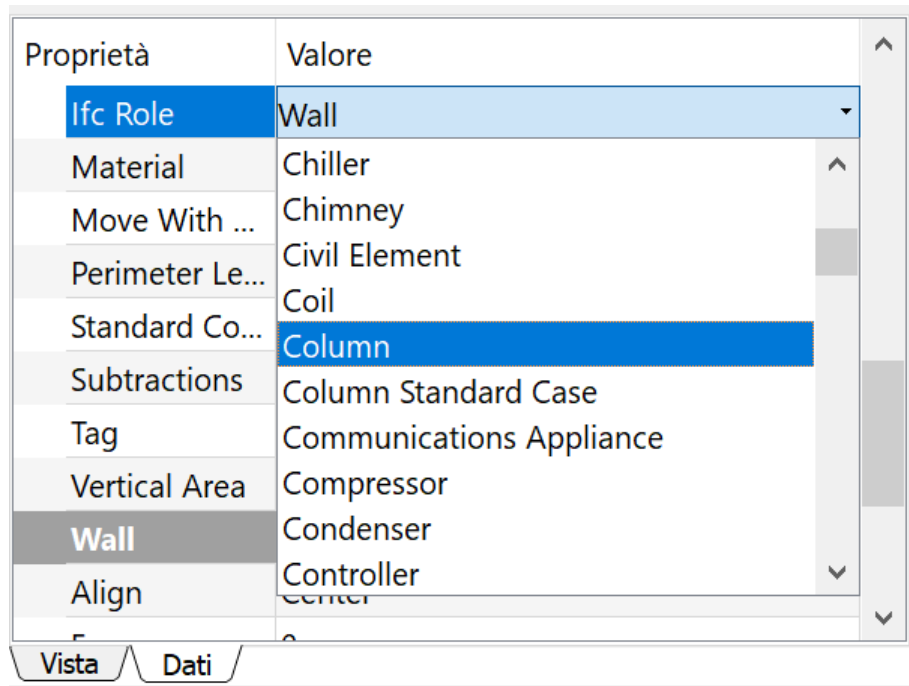 Proprietà Valore
Ifc Role Wall
Material Chiller
Move With ... Chimney
Perimeter Le... Civil Element
Standard Co... Coil
Subtractions Column
Tag Column Standard Case
Vertical Area Communications Appliance
Wall Compressor
Align Condenser
Controller
Center
Vista Dati